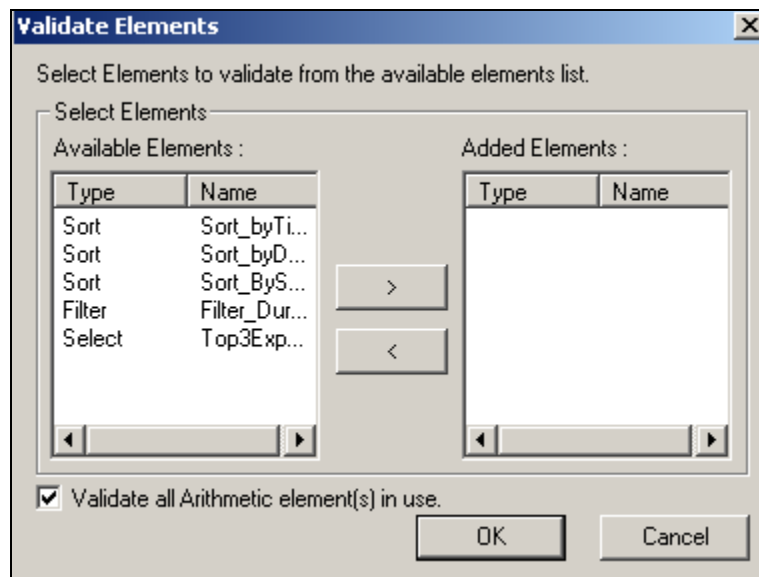 Validate Elements
Select Elements to validate from the available elements list.
Select Elements
Available Elements :
Added Elements :
Type Name
Sort Sort_byTi...
Sort Sort_byD...
Sort Sort_ByS...
Filter Filter_Dur...
Select Top3Exp...
Type Name
>
<
Validate all Arithmetic element(s) in use.
OK Cancel